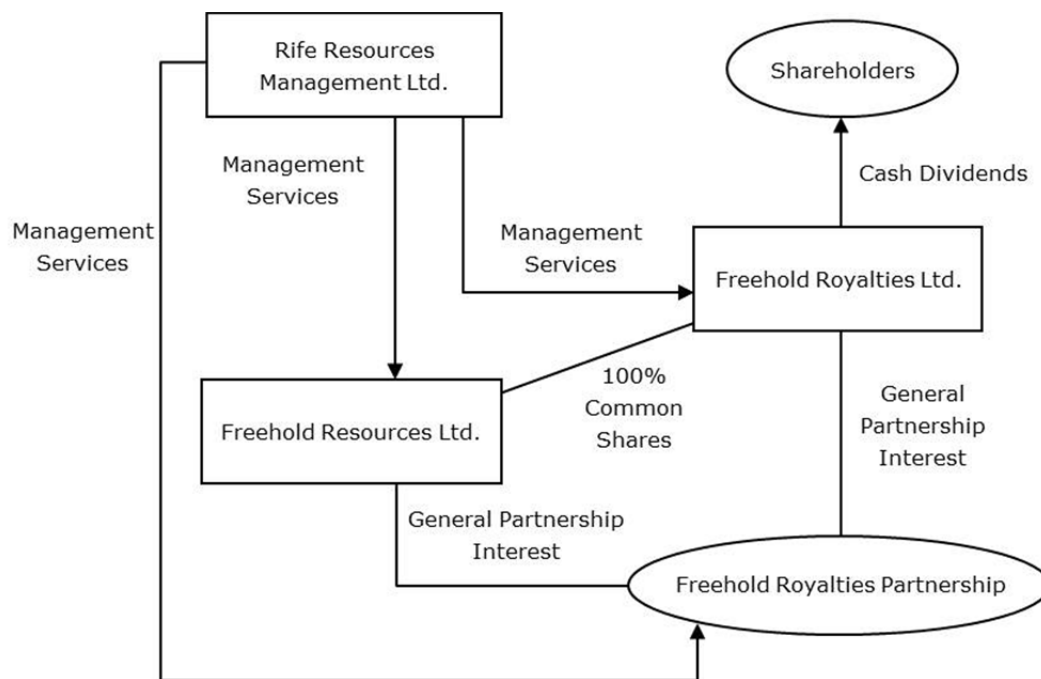 Rife Resources
Management Ltd.
Shareholders
Management
Services
Cash Dividends
Management
Services
Management
Services
Freehold Royalties Ltd.
100%
Common
Shares
General
Partnership
Interest
Freehold Resources Ltd.
General Partnership
Interest
Freehold Royalties Partnership